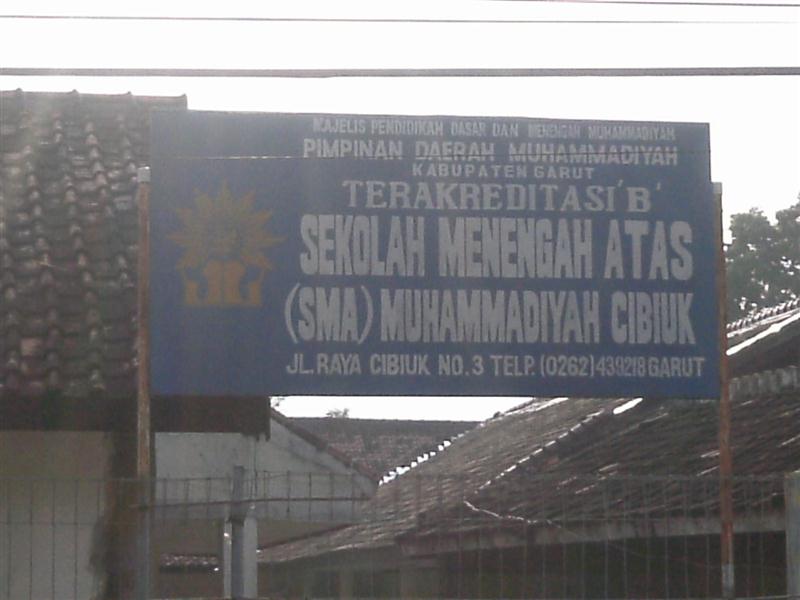 MAJELIS PENDIDIKAN DASAR DAN MENENGAH MUHAMMADIYAH
PIMPINAN DAERAH MUHAMMADIYAH
KABUPATEN GARUT
TERAKREDITASI 'B'
SEKOLAH MENENGAH ATAS
(SMA) MUHAMMADIYAH CIBIUK
JL. RAYA CIBIUK NO. 3 TELP. (0262) 439218 GARUT